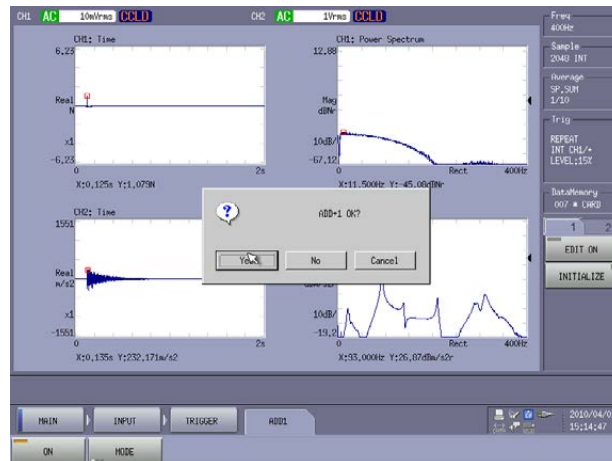 CH1 AC 10mVrms CCLD CH2 AC 1Vrms CCLD
Freq
400Hz
Sample
2048 INT
Average
SP.SUM
1/10
Trig
REPEAT
INT CH1/+
LEVEL:15%
DataMemory
007 * CARD
1 2
EDIT ON
INITIALIZE
CH1: Time
6.23
Real
N
x1
-6.23
0 2s
X:0.125s Y:1.079N
CH1: Power Spectrum
12.88
Mag
dBNr
10dB/
-67.12
0 Rect 400Hz
X:11.500Hz Y:-45.08dBNr
CH2: Time
1551
Real
m/s2
x1
-1551
0 2s
X:0.135s Y:232.171m/s2
10dB/
-19.2
0 Rect 400Hz
X:93.000Hz Y:26.87dBm/s2r
ADD+1 OK?
No
Cancel
MAIN INPUT TRIGGER ADD1
2010/04/0
15:14:47
ON MODE